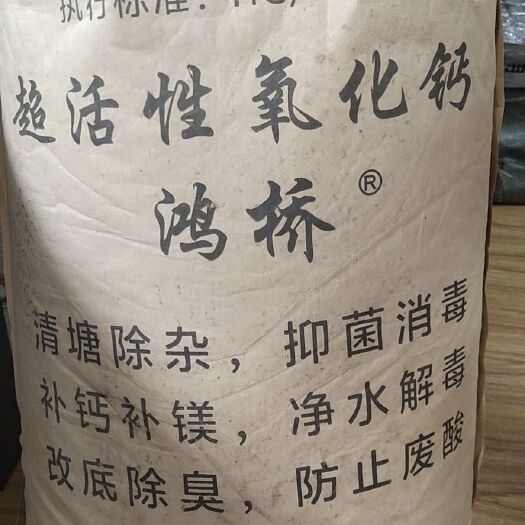 执行标准：HG/
超活性氧化钙
鸿桥®
清塘除杂，抑菌消毒
补钙补镁，净水解毒
改底除臭，防止废酸